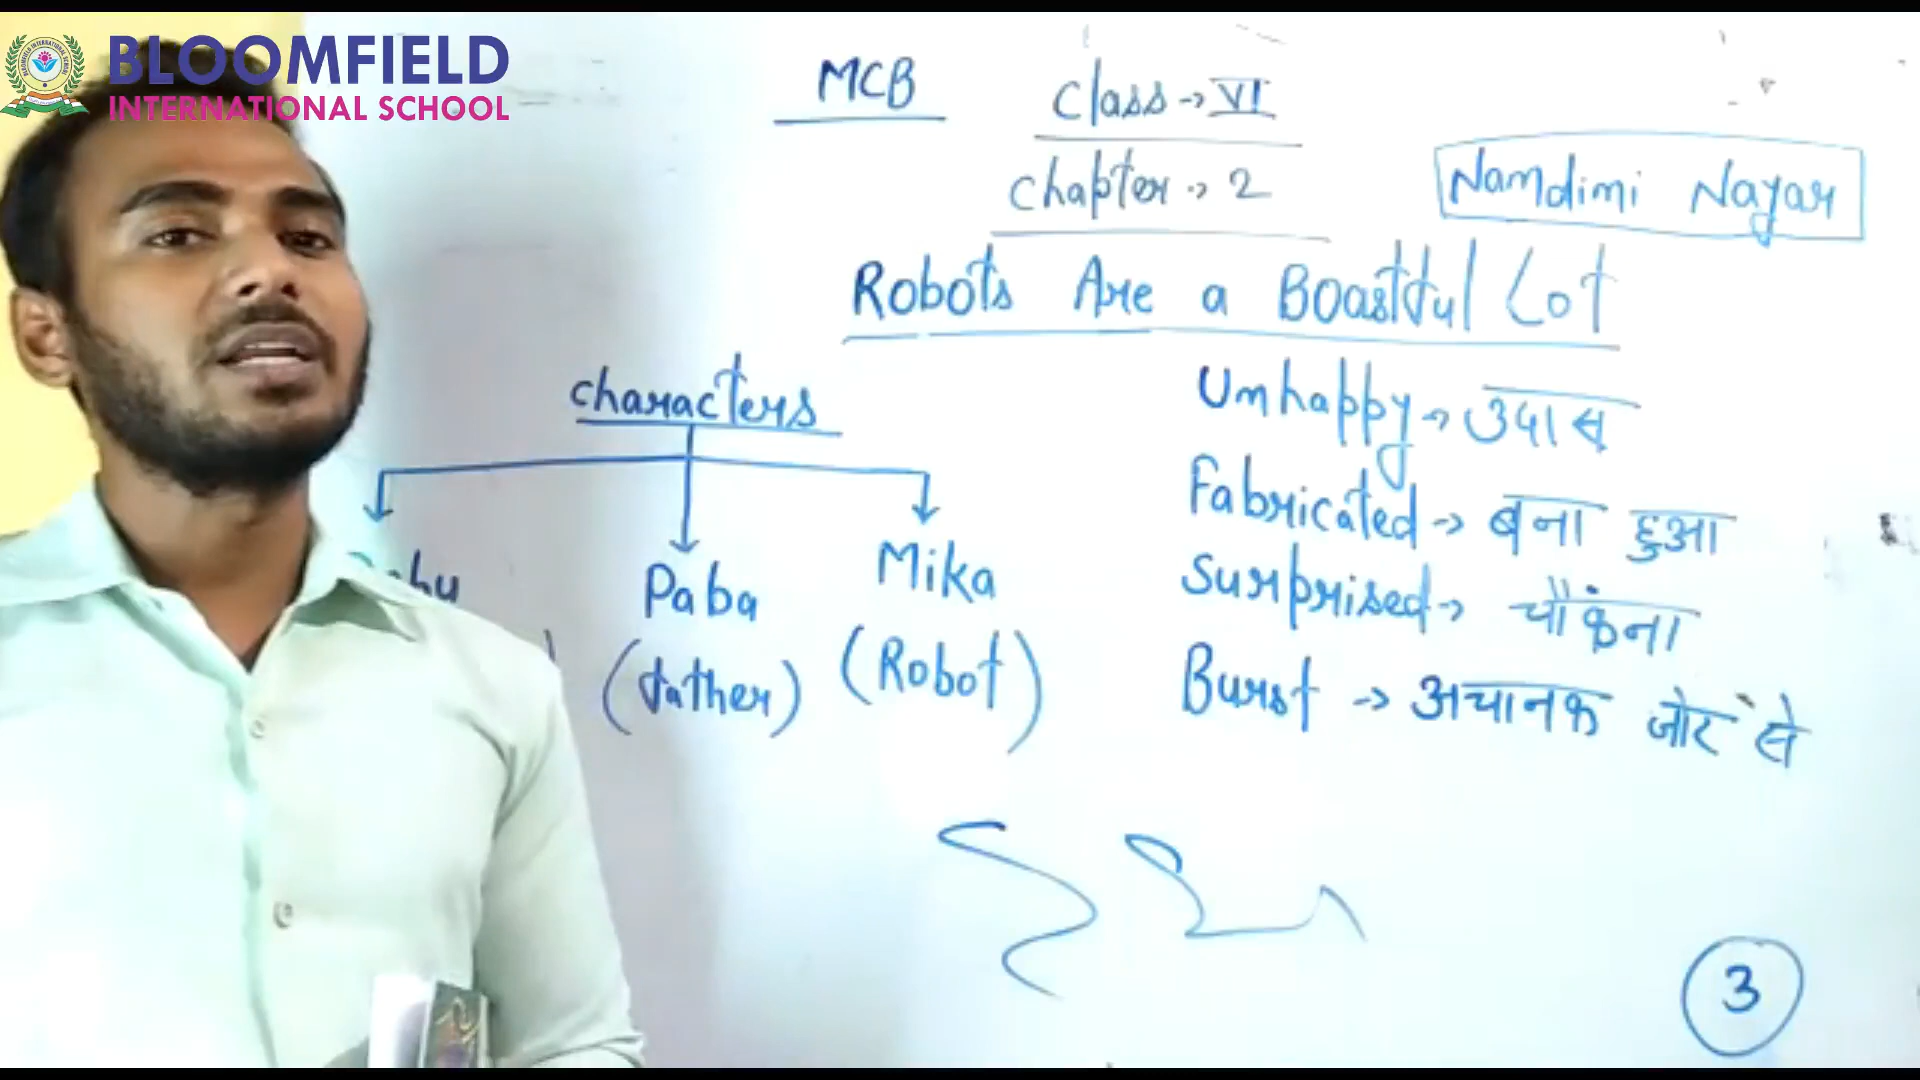 BLOOMFIELD
INTERNATIONAL SCHOOL
MCB
Class → VI
Chapter → 2
Namdimi Nayar
Robots Are a Boastful Lot
characters
Paba
(father)
Mika
(Robot)
Unhappy → उदास
Fabricated → बना हुआ
Surprised → चौंकना
Burst → अचानक जोर से
3